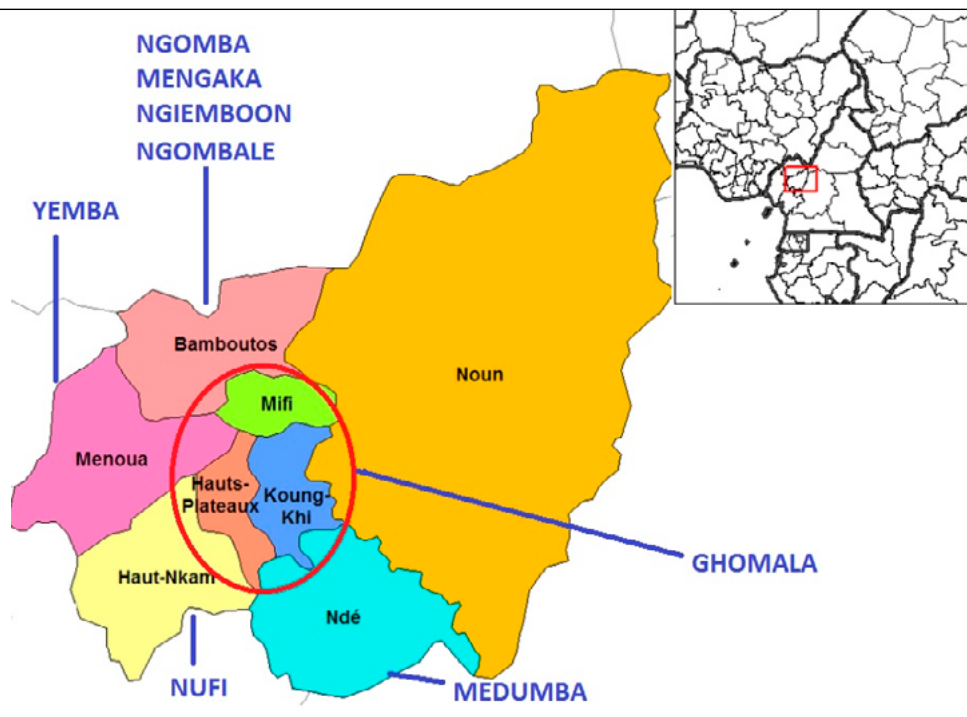 NGOMBA
MENGAKA
NGIEMBOON
NGOMBALE
YEMBA
Bamboutos
Noun
Mifi
Menoua
Hauts-
Plateaux
Koung-
Khi
GHOMALA
Haut-Nkam
Ndé
NUFI
MEDUMBA